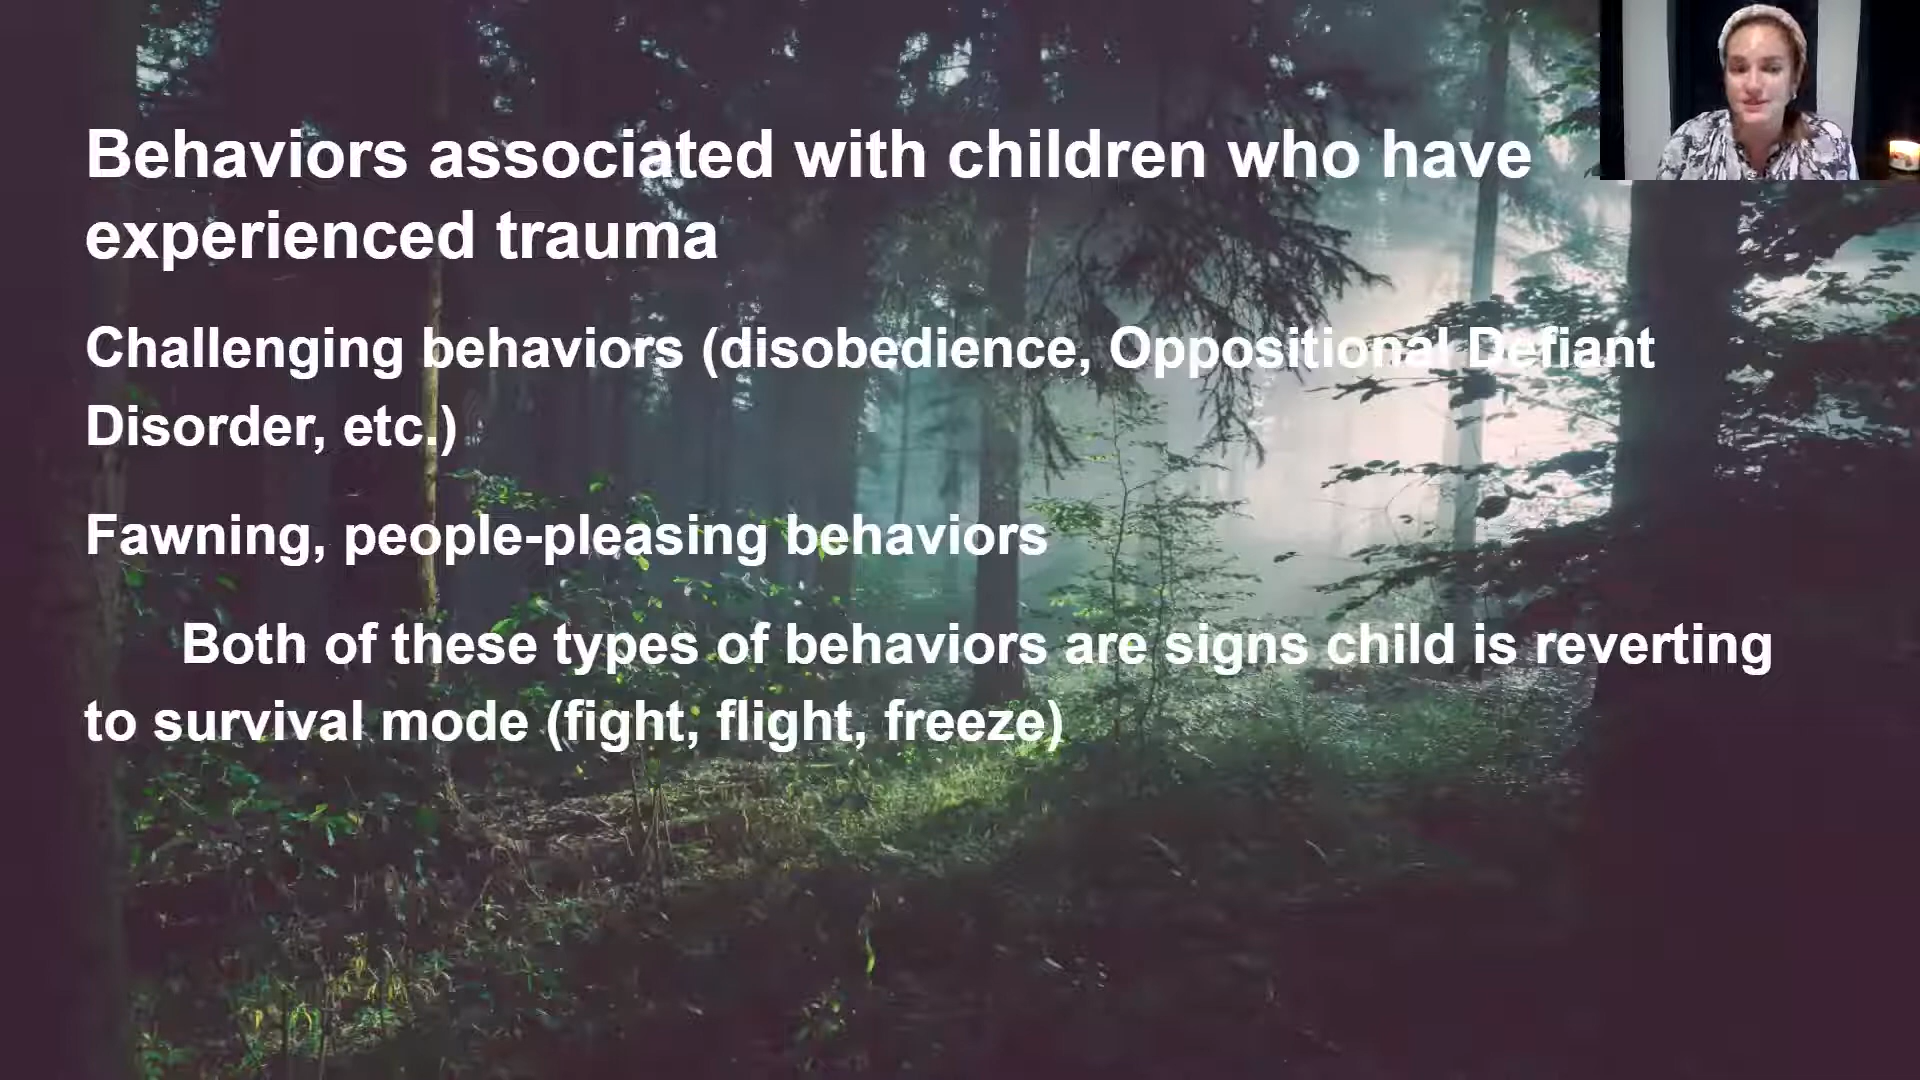 Behaviors associated with children who have
experienced trauma
Challenging behaviors (disobedience, Oppositional Defiant
Disorder, etc.)
Fawning, people-pleasing behaviors
Both of these types of behaviors are signs child is reverting
to survival mode (fight, flight, freeze)